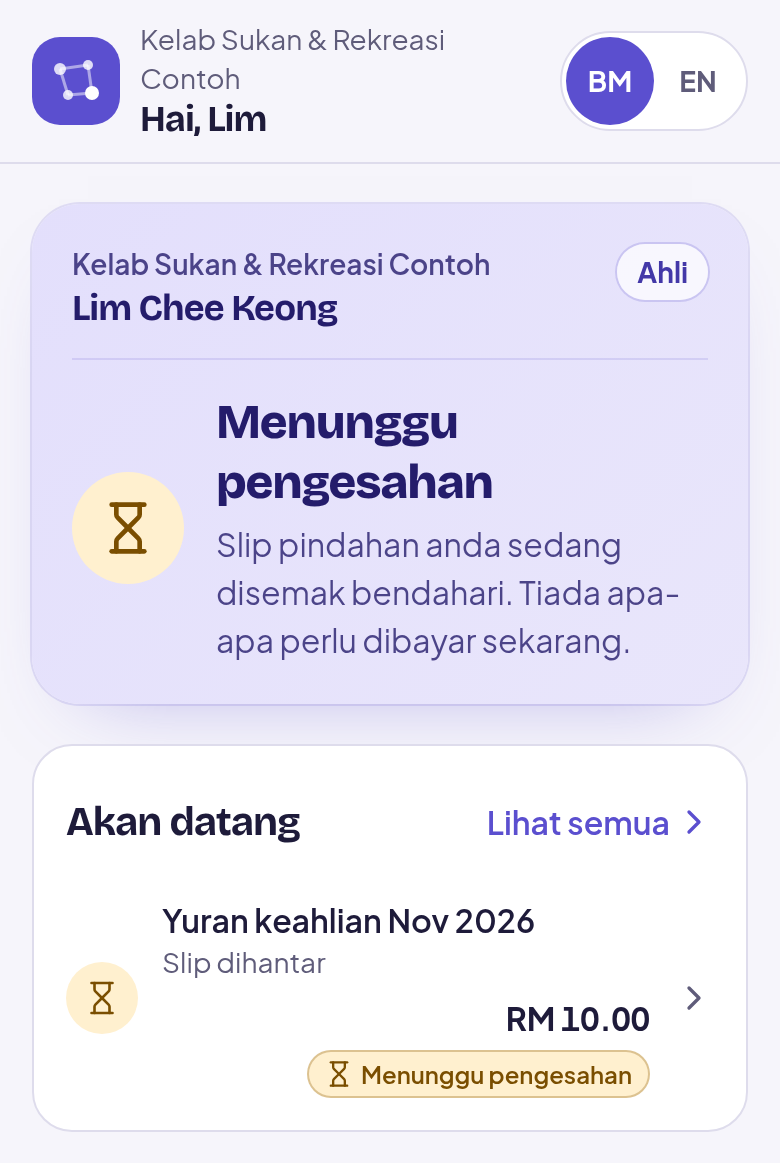 Kelab Sukan & Rekreasi
Contoh
Hai, Lim
BM
EN
Kelab Sukan & Rekreasi Contoh
Ahli
Lim Chee Keong
Menunggu
pengesahan
Slip pindahan anda sedang
disemak bendahari. Tiada apa-
apa perlu dibayar sekarang.
Akan datang
Lihat semua
Yuran keahlian Nov 2026
Slip dihantar
RM 10.00
Menunggu pengesahan